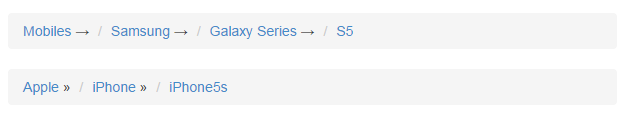 Mobiles → / Samsung → / Galaxy Series → / S5
Apple » / iPhone » / iPhone5s